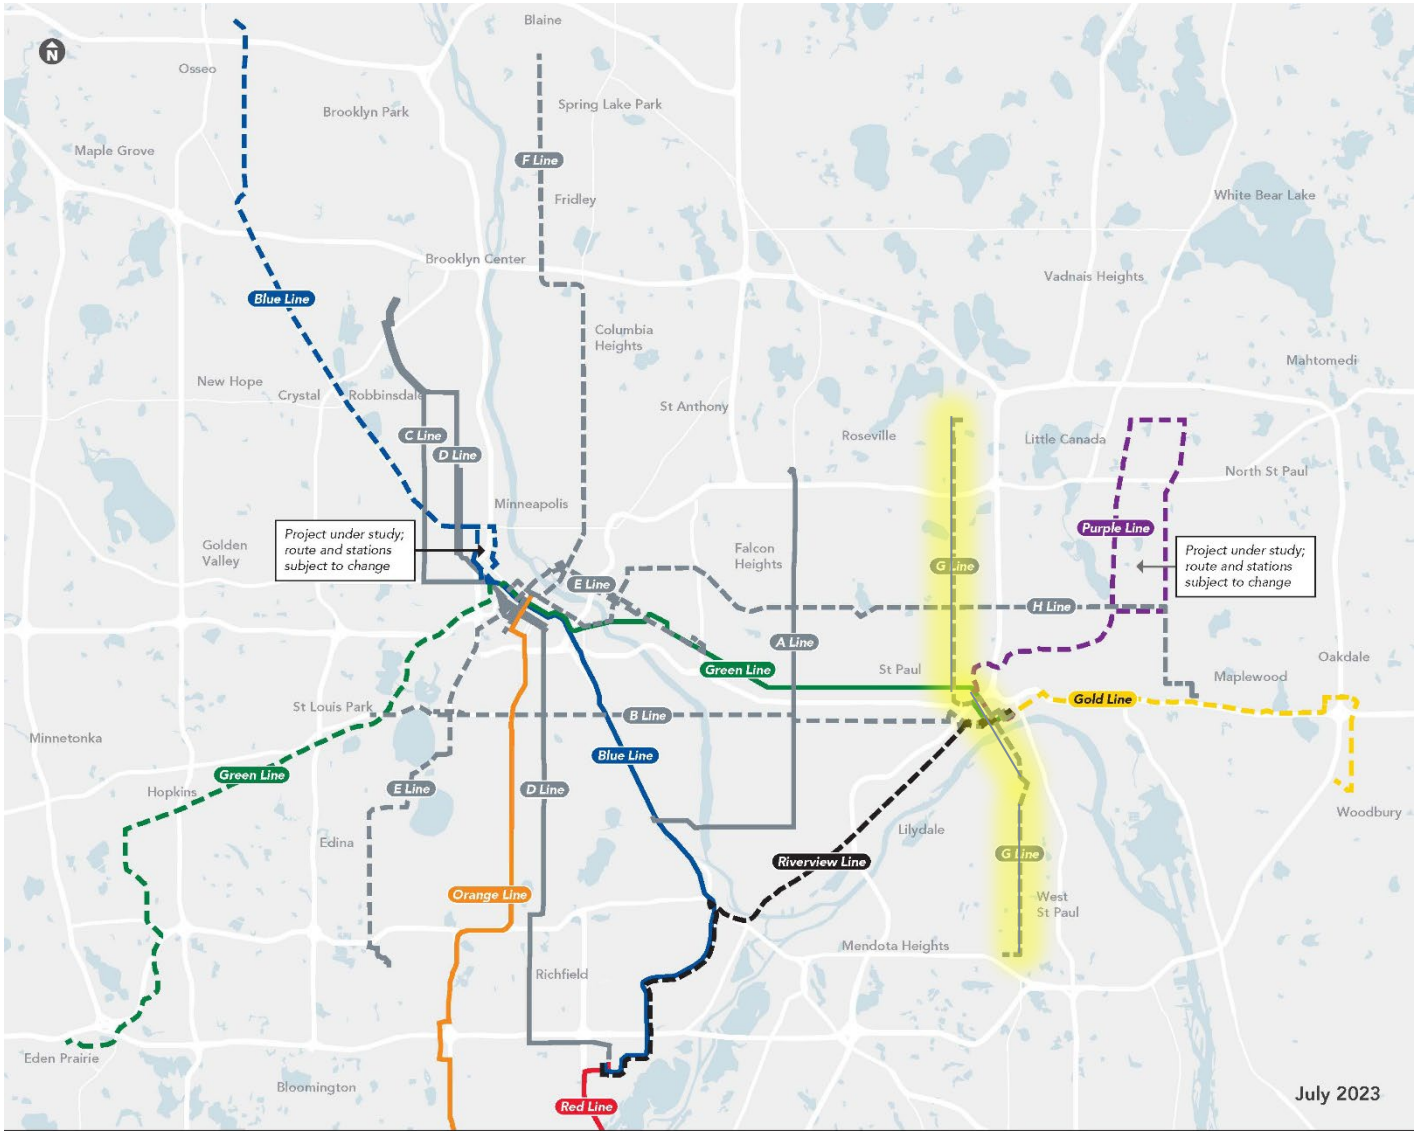 Blaine
N
Osseo
Spring Lake Park
Brooklyn Park
Maple Grove
F Line
Fridley
White Bear Lake
Brooklyn Center
Vadnais Heights
Blue Line
Columbia
Heights
Mahtomedi
New Hope
Crystal
Robbinsdale
St Anthony
C Line
D Line
Roseville
Little Canada
North St Paul
Minneapolis
Purple Line
Project under study;
route and stations
subject to change
Golden
Valley
Falcon
Heights
Project under study;
route and stations
subject to change
G Line
E Line
H Line
A Line
Green Line
St Paul
Oakdale
Maplewood
Gold Line
St Louis Park
B Line
Minnetonka
Blue Line
Green Line
Hopkins
E Line
D Line
Woodbury
Edina
Lilydale
G Line
Riverview Line
Orange Line
West
St Paul
Mendota Heights
Richfield
Eden Prairie
Bloomington
Red Line
July 2023